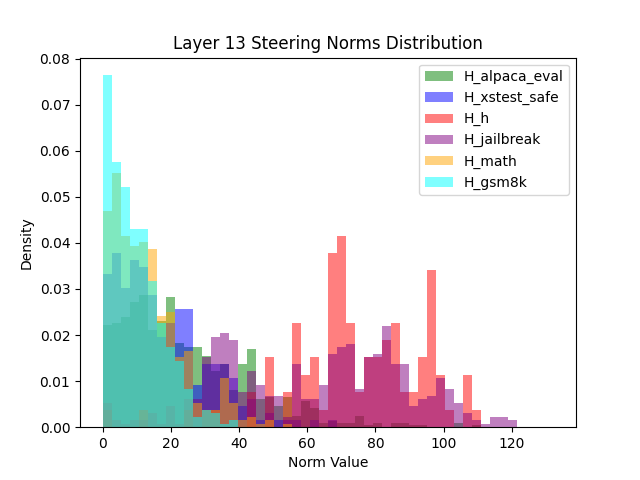 Layer 13 Steering Norms Distribution
0.08
0.07
0.06
0.05
0.04
0.03
0.02
0.01
0.00
Density
H_alpaca_eval
H_xstest_safe
H_h
H_jailbreak
H_math
H_gsm8k
0 20 40 60 80 100 120
Norm Value